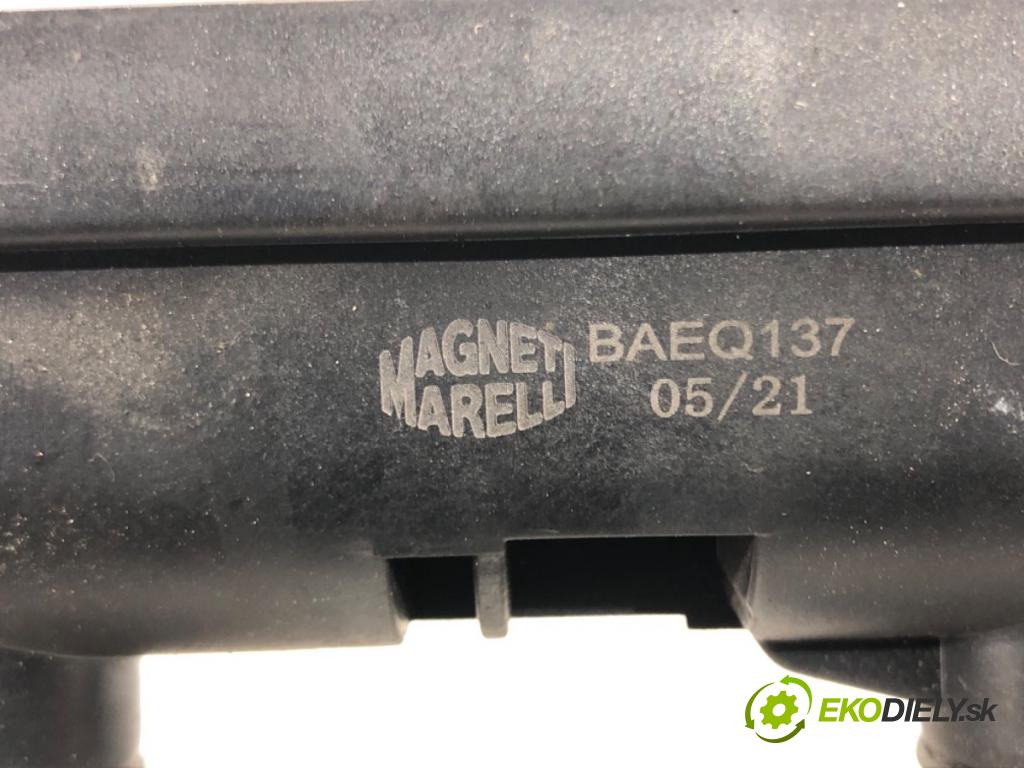 MAGNETI
MARELLI
BAEQ137
05/21
EKODIELY.sk